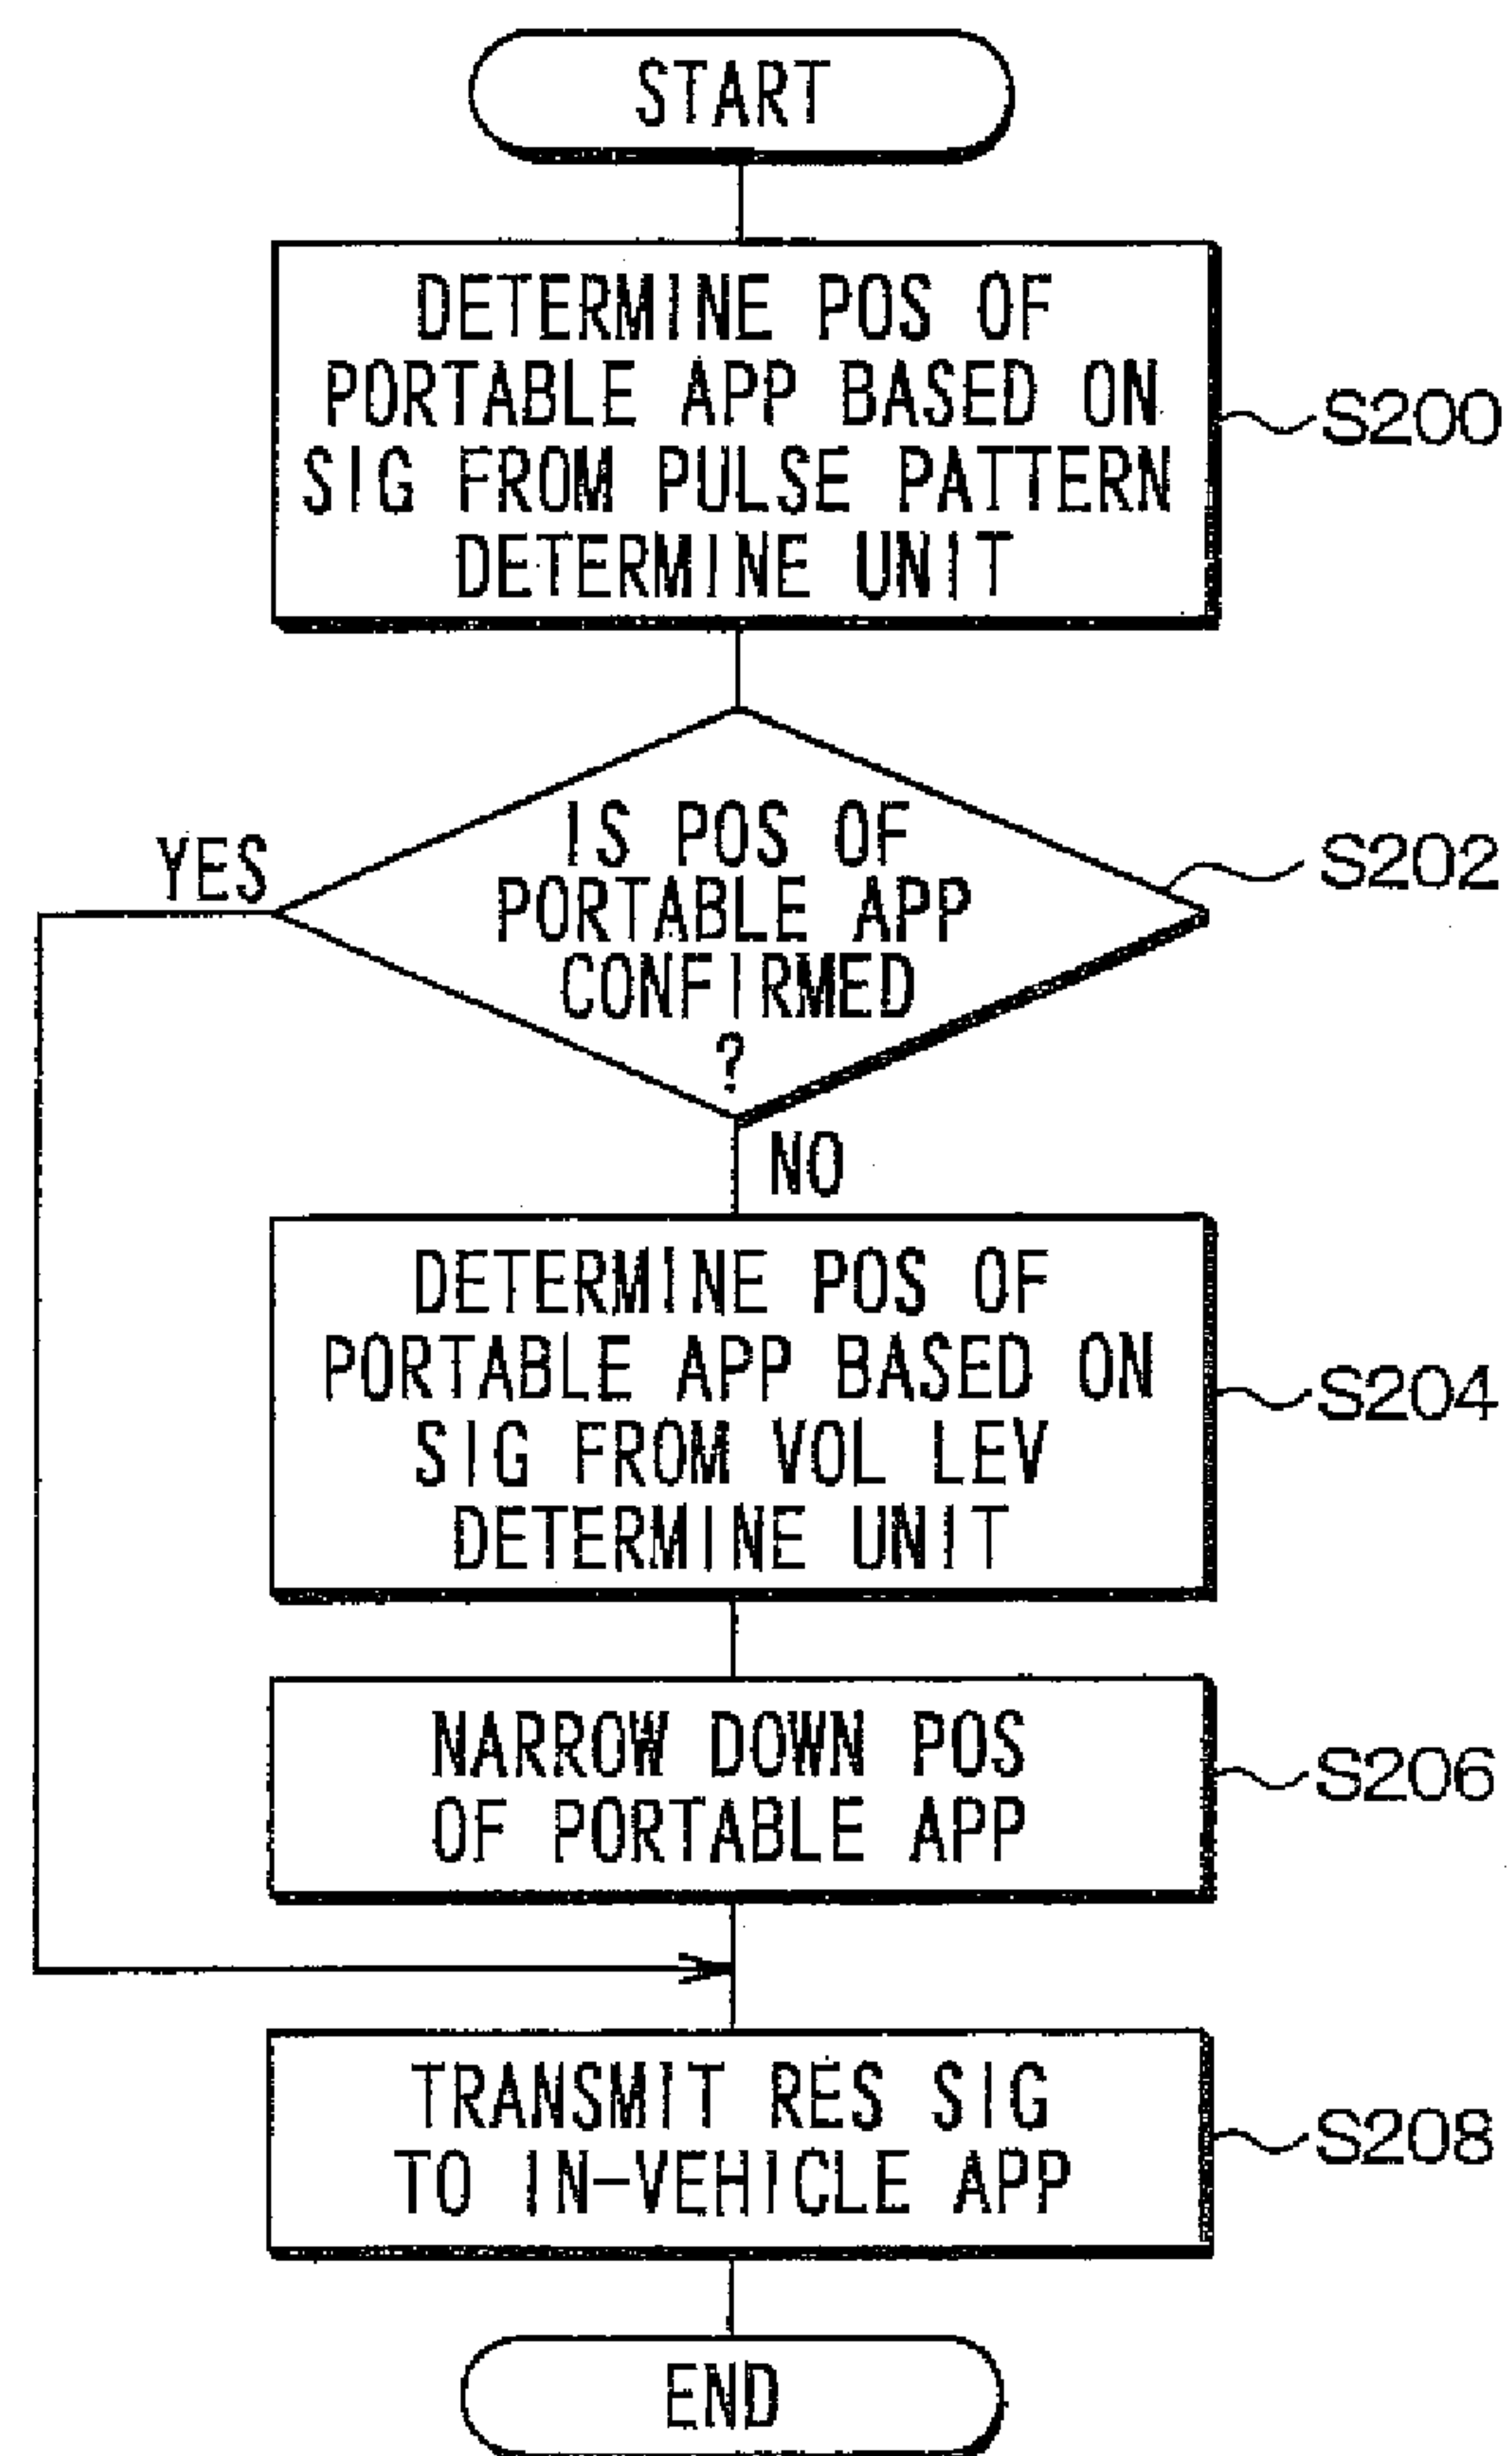 START
DETERMINE POS OF
PORTABLE APP BASED ON
SIG FROM PULSE PATTERN
DETERMINE UNIT
S200
IS POS OF
PORTABLE APP
CONFIRMED
?
S202
YES
NO
DETERMINE POS OF
PORTABLE APP BASED ON
SIG FROM VOL LEV
DETERMINE UNIT
S204
NARROW DOWN POS
OF PORTABLE APP
S206
TRANSMIT RES SIG
TO IN-VEHICLE APP
S208
END